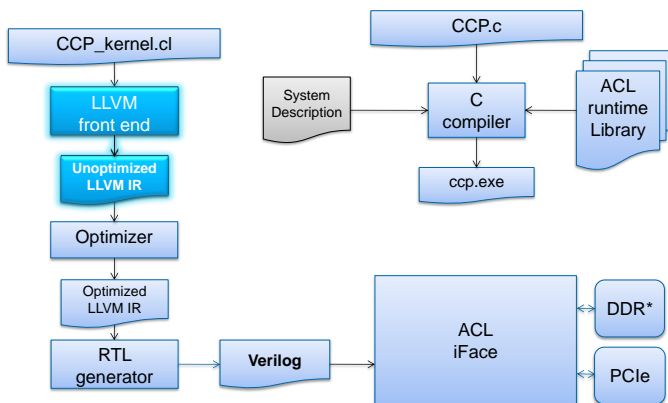 CCP_kernel.cl
LLVM
front end
Unoptimized
LLVM IR
Optimizer
Optimized
LLVM IR
RTL
generator
Verilog
CCP.c
System
Description
C
compiler
ACL
runtime
Library
ccp.exe
ACL
iFace
DDR*
PCIe